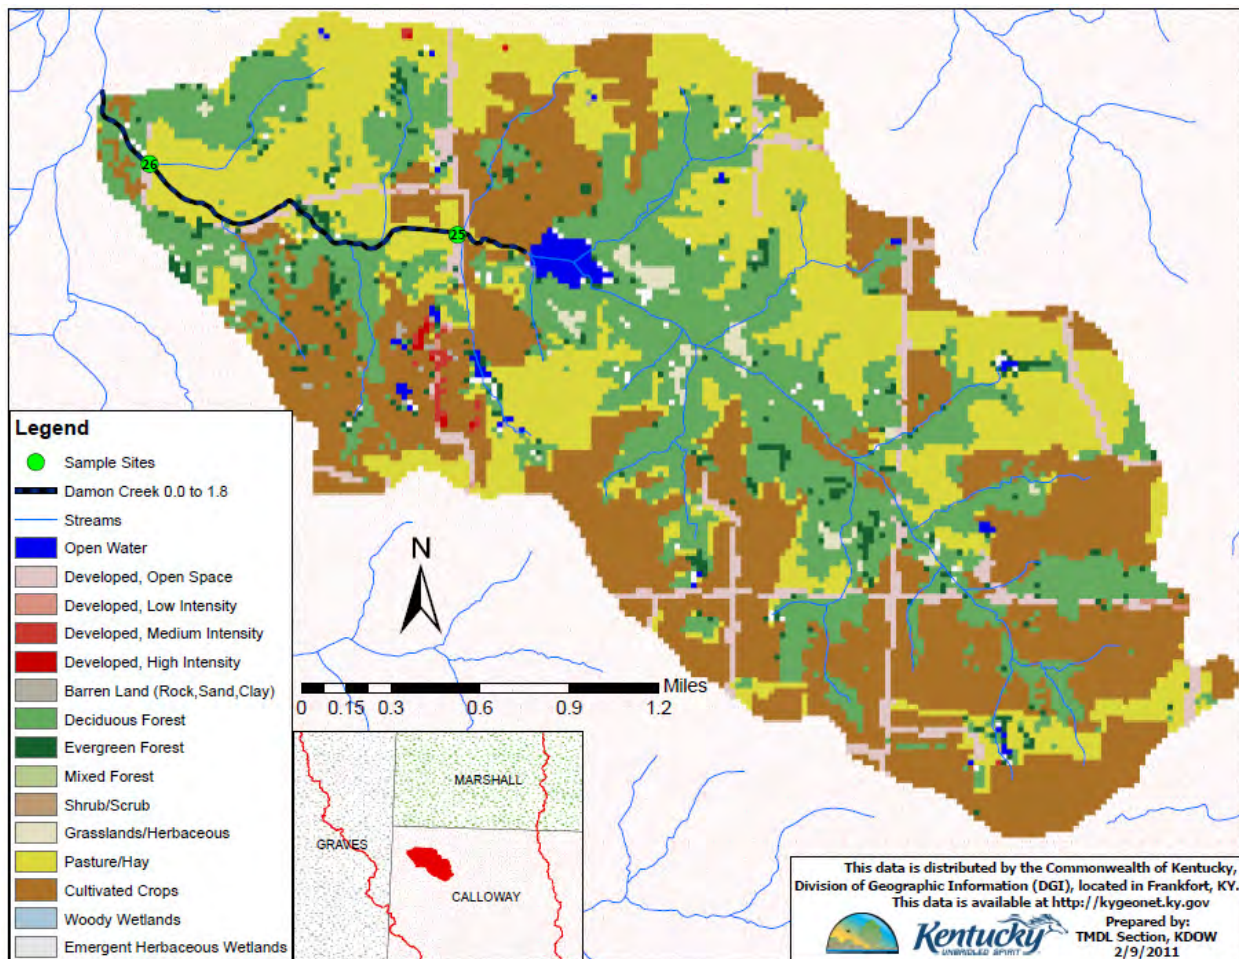 26
25
Legend
Sample Sites
Damon Creek 0.0 to 1.8
Streams
Open Water
Developed, Open Space
Developed, Low Intensity
Developed, Medium Intensity
Developed, High Intensity
Barren Land (Rock,Sand,Clay)
Deciduous Forest
Evergreen Forest
Mixed Forest
Shrub/Scrub
Grasslands/Herbaceous
Pasture/Hay
Cultivated Crops
Woody Wetlands
Emergent Herbaceous Wetlands
N
Miles
0 0.15 0.3 0.6 0.9 1.2
MARSHALL
GRAVES
CALLOWAY
This data is distributed by the Commonwealth of Kentucky,
Division of Geographic Information (DGI), located in Frankfort, KY.
This data is available at http://kygeonet.ky.gov
Kentucky
UNBRIDLED SPIRIT
Prepared by:
TMDL Section, KDOW
2/9/2011